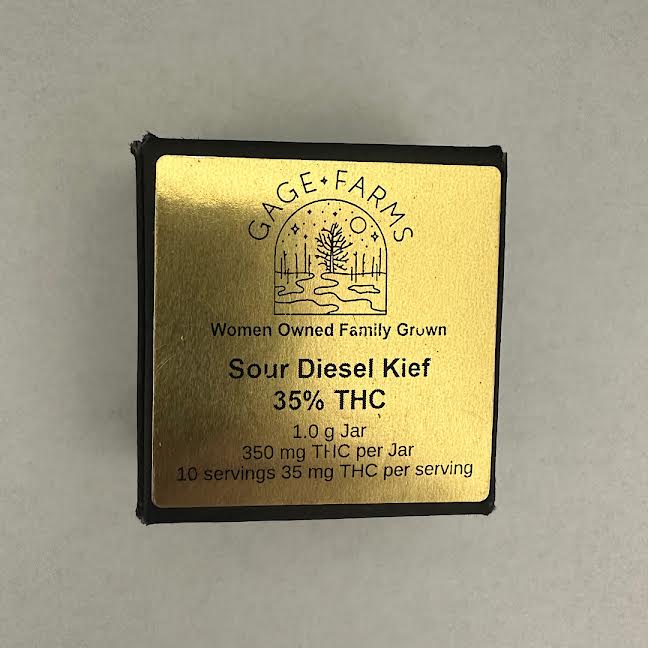 GAGE✦FARMS
Women Owned Family Grown
Sour Diesel Kief
35% THC
1.0 g Jar
350 mg THC per Jar
10 servings 35 mg THC per serving